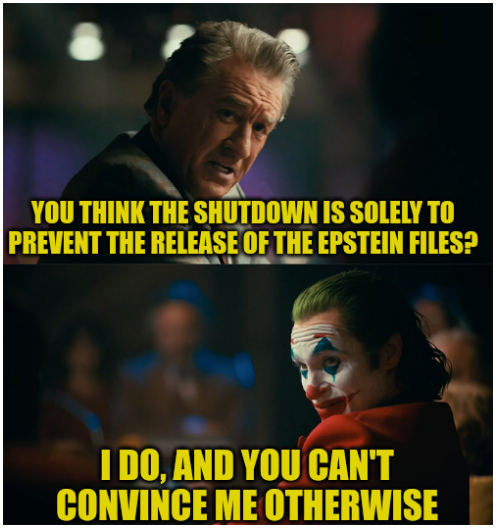 YOU THINK THE SHUTDOWN IS SOLELY TO
PREVENT THE RELEASE OF THE EPSTEIN FILES?
I DO, AND YOU CAN'T
CONVINCE ME OTHERWISE